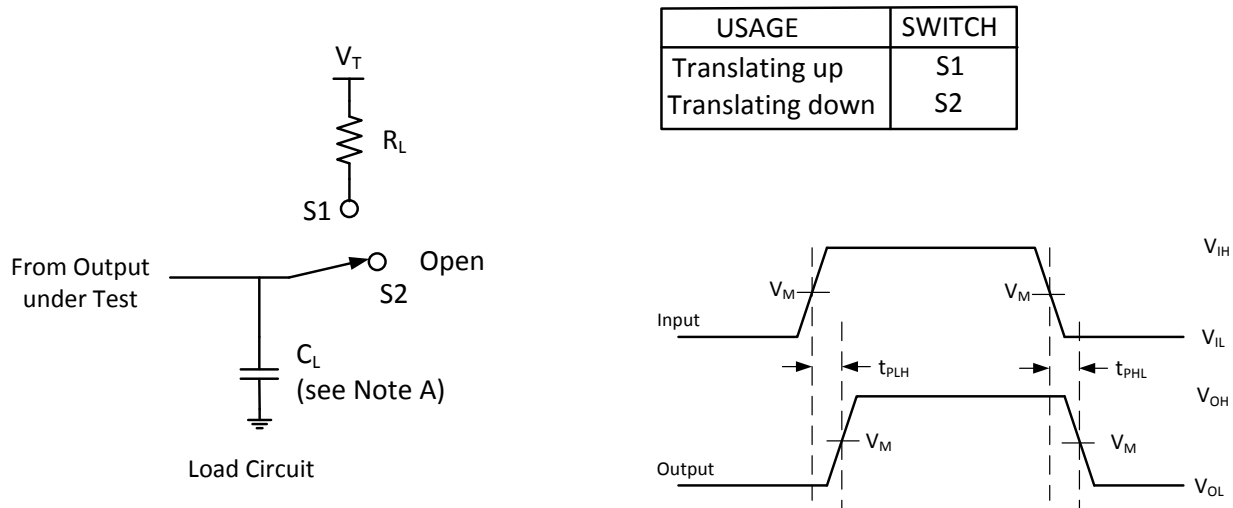 V_T
R_L
S1
From Output
under Test
Open
S2
C_L
(see Note A)
Load Circuit
USAGE SWITCH
Translating up S1
Translating down S2
V_IH
V_M V_M
Input
V_IL
t_PLH t_PHL
V_OH
V_M V_M
Output
V_OL